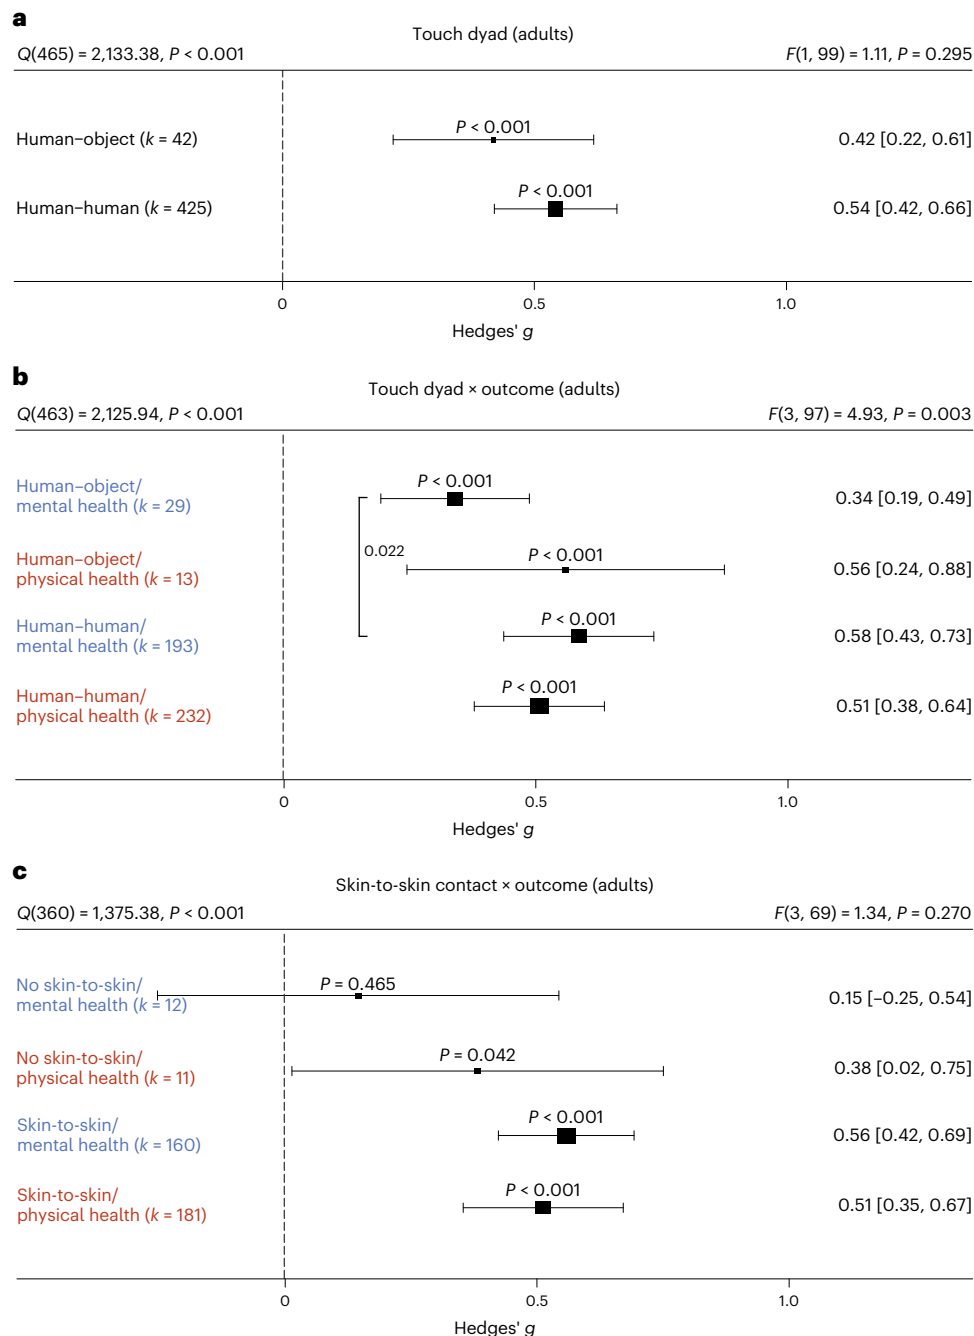 a
Touch dyad (adults)
Q(465) = 2,133.38, P < 0.001
F(1, 99) = 1.11, P = 0.295
Human–object (k = 42)
P < 0.001
0.42 [0.22, 0.61]
Human–human (k = 425)
P < 0.001
0.54 [0.42, 0.66]
0
0.5
1.0
Hedges' g
b
Touch dyad × outcome (adults)
Q(463) = 2,125.94, P < 0.001
F(3, 97) = 4.93, P = 0.003
Human–object/
mental health (k = 29)
P < 0.001
0.34 [0.19, 0.49]
0.022
Human–object/
physical health (k = 13)
P < 0.001
0.56 [0.24, 0.88]
Human–human/
mental health (k = 193)
P < 0.001
0.58 [0.43, 0.73]
Human–human/
physical health (k = 232)
P < 0.001
0.51 [0.38, 0.64]
0
0.5
1.0
Hedges' g
c
Skin-to-skin contact × outcome (adults)
Q(360) = 1,375.38, P < 0.001
F(3, 69) = 1.34, P = 0.270
No skin-to-skin/
mental health (k = 12)
P = 0.465
0.15 [−0.25, 0.54]
No skin-to-skin/
physical health (k = 11)
P = 0.042
0.38 [0.02, 0.75]
Skin-to-skin/
mental health (k = 160)
P < 0.001
0.56 [0.42, 0.69]
Skin-to-skin/
physical health (k = 181)
P < 0.001
0.51 [0.35, 0.67]
0
0.5
1.0
Hedges' g